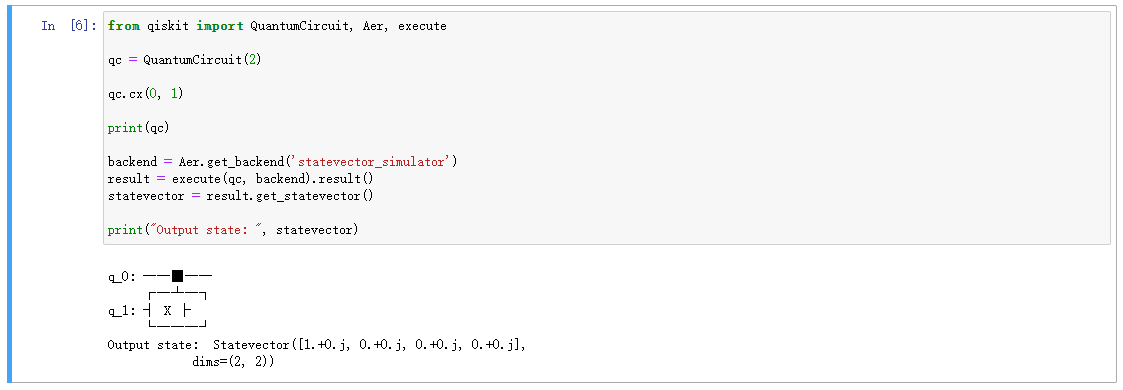 In [6]: from qiskit import QuantumCircuit, Aer, execute
qc = QuantumCircuit(2)
qc.cx(0, 1)
print(qc)
backend = Aer.get_backend('statevector_simulator')
result = execute(qc, backend).result()
statevector = result.get_statevector()
print("Output state: ", statevector)
q_0: ──■──
q_1: ┤ X ├
Output state:  Statevector([1.+0.j, 0.+0.j, 0.+0.j, 0.+0.j],
            dims=(2, 2))